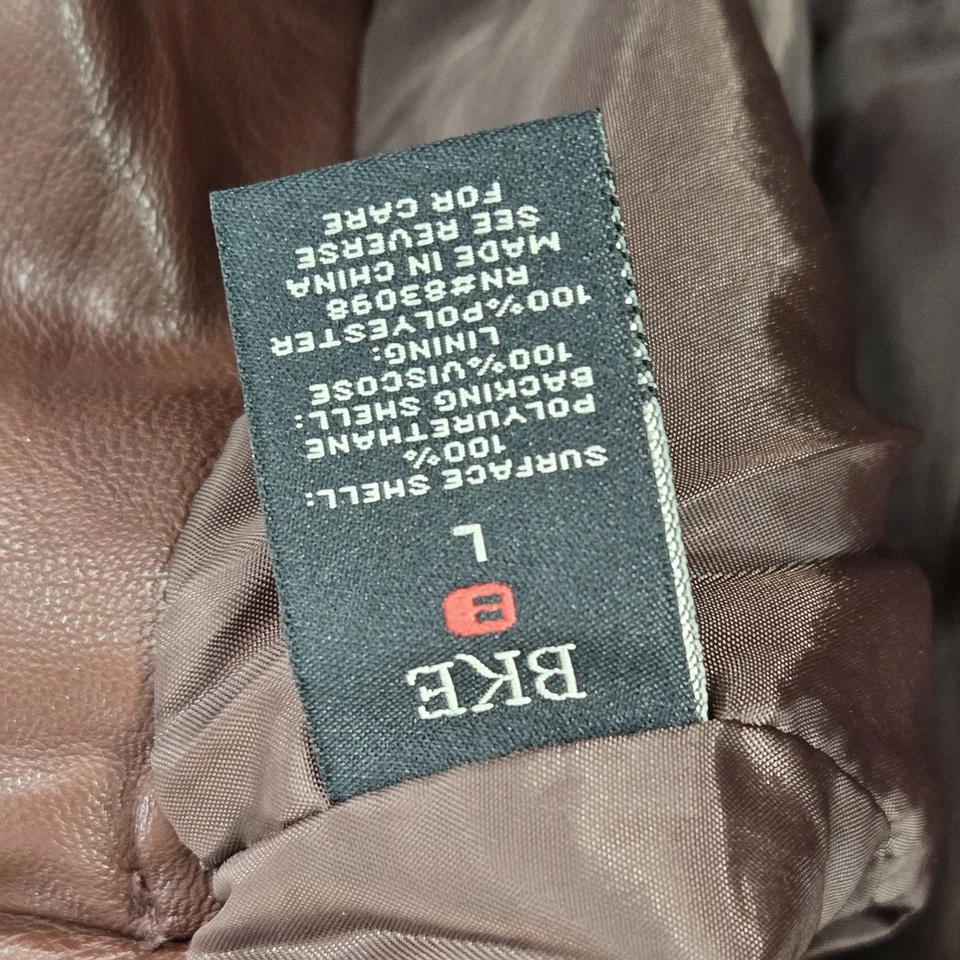 BKE
B
L
SURFACE SHELL:
100%
POLYURETHANE
BACKING SHELL:
100%VISCOSE
LINING:
100%POLYESTER
RN#83098
MADE IN CHINA
SEE REVERSE
FOR CARE